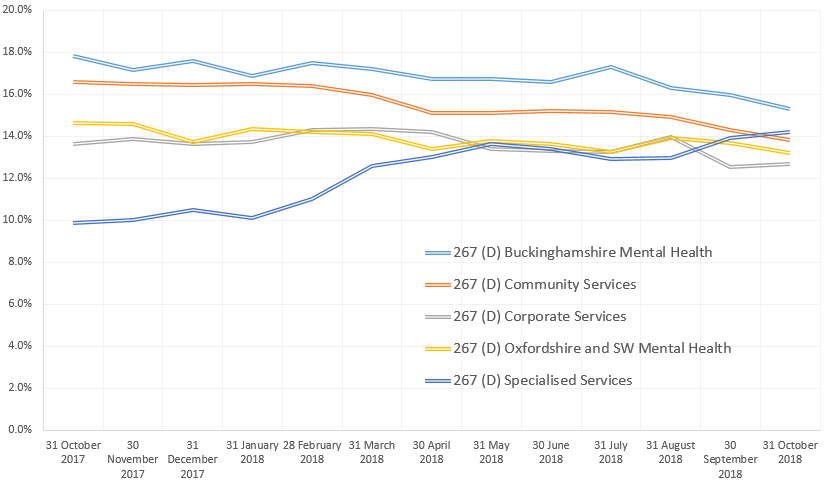 20.0%
18.0%
16.0%
14.0%
12.0%
10.0%
8.0%
6.0%
4.0%
2.0%
0.0%
267 (D) Buckinghamshire Mental Health
267 (D) Community Services
267 (D) Corporate Services
267 (D) Oxfordshire and SW Mental Health
267 (D) Specialised Services
31 October
2017
30
November
2017
31
December
2017
31 January
2018
28 February
2018
31 March
2018
30 April
2018
31 May
2018
30 June
2018
31 July
2018
31 August
2018
30
September
2018
31 October
2018